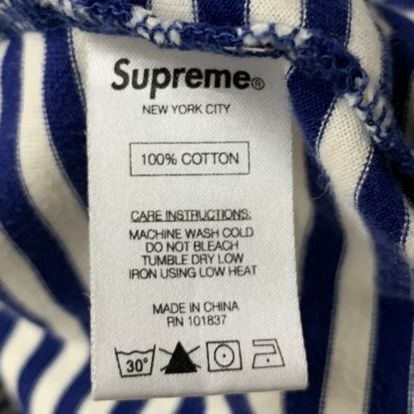 Supreme®
NEW YORK CITY
100% COTTON
CARE INSTRUCTIONS:
MACHINE WASH COLD
DO NOT BLEACH
TUMBLE DRY LOW
IRON USING LOW HEAT
MADE IN CHINA
RN 101837
30°